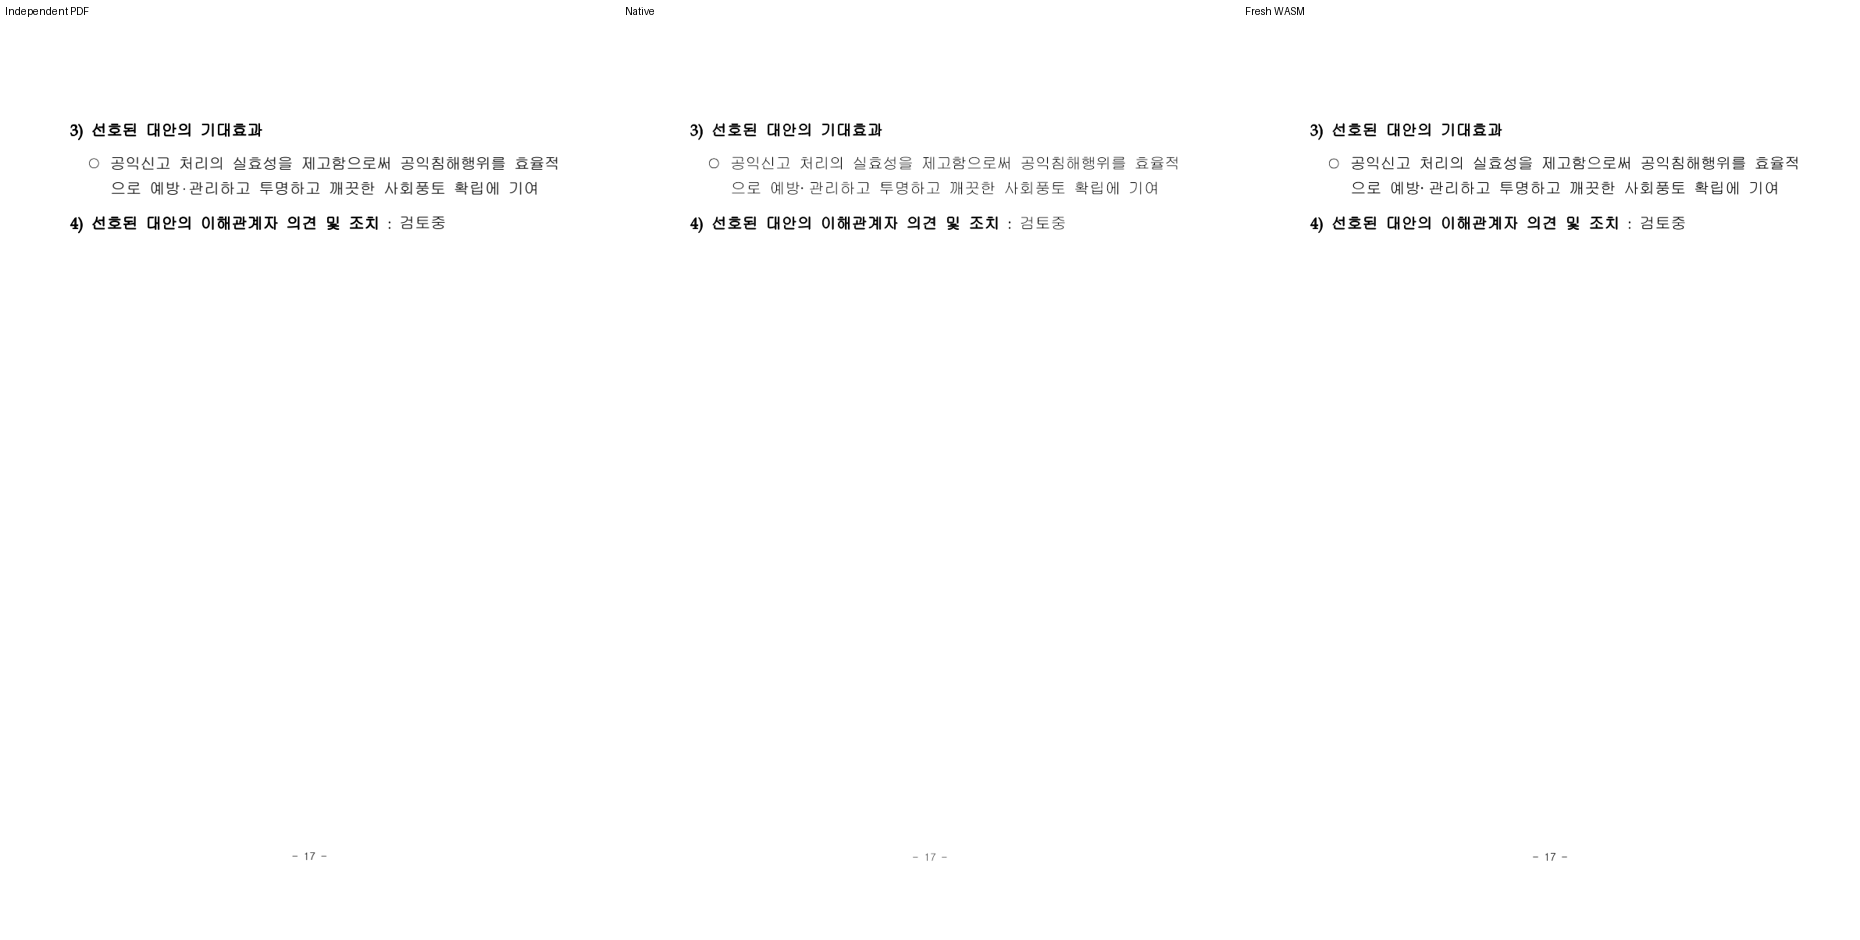 Independent PDF
3) 선호된 대안의 기대효과
○ 공익신고 처리의 실효성을 제고함으로써 공익침해행위를 효율적
으로 예방·관리하고 투명하고 깨끗한 사회풍토 확립에 기여
4) 선호된 대안의 이해관계자 의견 및 조치 : 검토중
- 17 -
Native
3) 선호된 대안의 기대효과
○ 공익신고 처리의 실효성을 제고함으로써 공익침해행위를 효율적
으로 예방·관리하고 투명하고 깨끗한 사회풍토 확립에 기여
4) 선호된 대안의 이해관계자 의견 및 조치 : 검토중
- 17 -
Fresh WASM
3) 선호된 대안의 기대효과
○ 공익신고 처리의 실효성을 제고함으로써 공익침해행위를 효율적
으로 예방·관리하고 투명하고 깨끗한 사회풍토 확립에 기여
4) 선호된 대안의 이해관계자 의견 및 조치 : 검토중
- 17 -